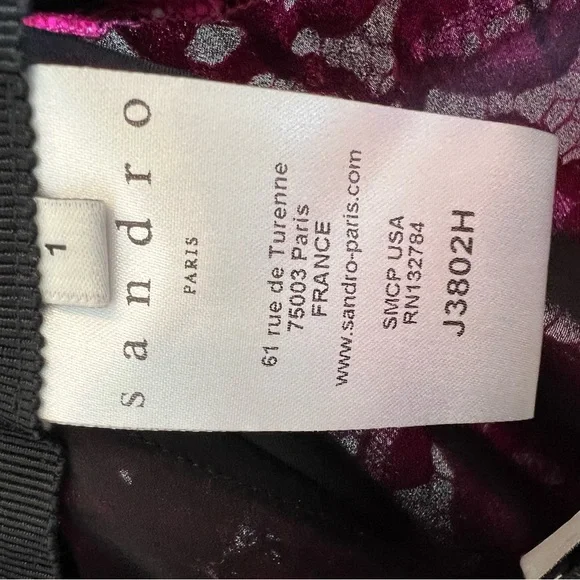 1
sandro
PARIS
61 rue de Turenne
75003 Paris
FRANCE
www.sandro-paris.com
SMCP USA
RN132784
J3802H